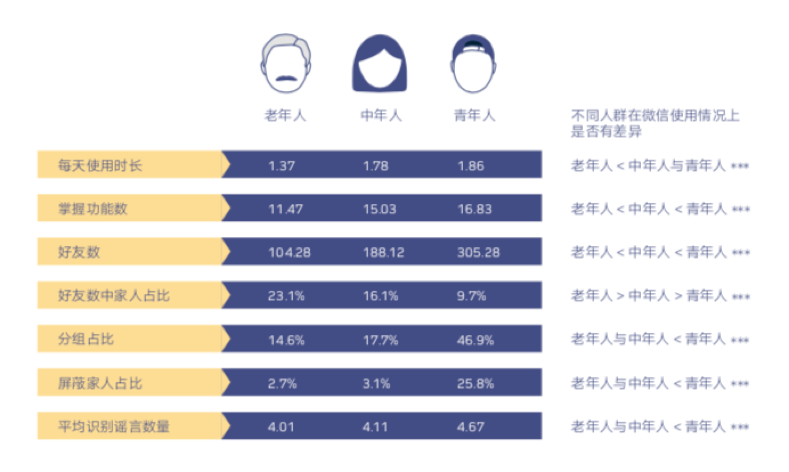 老年人 中年人 青年人
不同人群在微信使用情况上
是否有差异
每天使用时长 1.37 1.78 1.86 老年人 < 中年人与青年人 ***
掌握功能数 11.47 15.03 16.83 老年人 < 中年人 < 青年人 ***
好友数 104.28 188.12 305.28 老年人 < 中年人 < 青年人 ***
好友数中家人占比 23.1% 16.1% 9.7% 老年人 > 中年人 > 青年人 ***
分组占比 14.6% 17.7% 46.9% 老年人与中年人 < 青年人 ***
屏蔽家人占比 2.7% 3.1% 25.8% 老年人与中年人 < 青年人 ***
平均识别谣言数量 4.01 4.11 4.67 老年人与中年人 < 青年人 ***